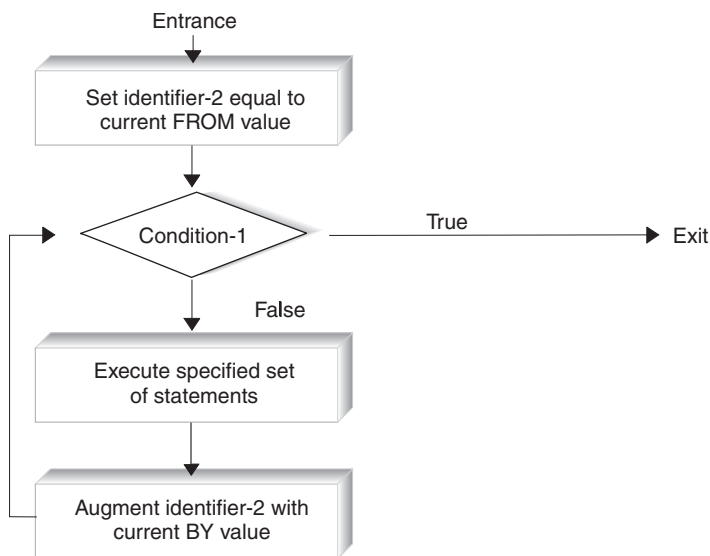 Entrance
Set identifier-2 equal to
current FROM value
Condition-1
True
Exit
False
Execute specified set
of statements
Augment identifier-2 with
current BY value